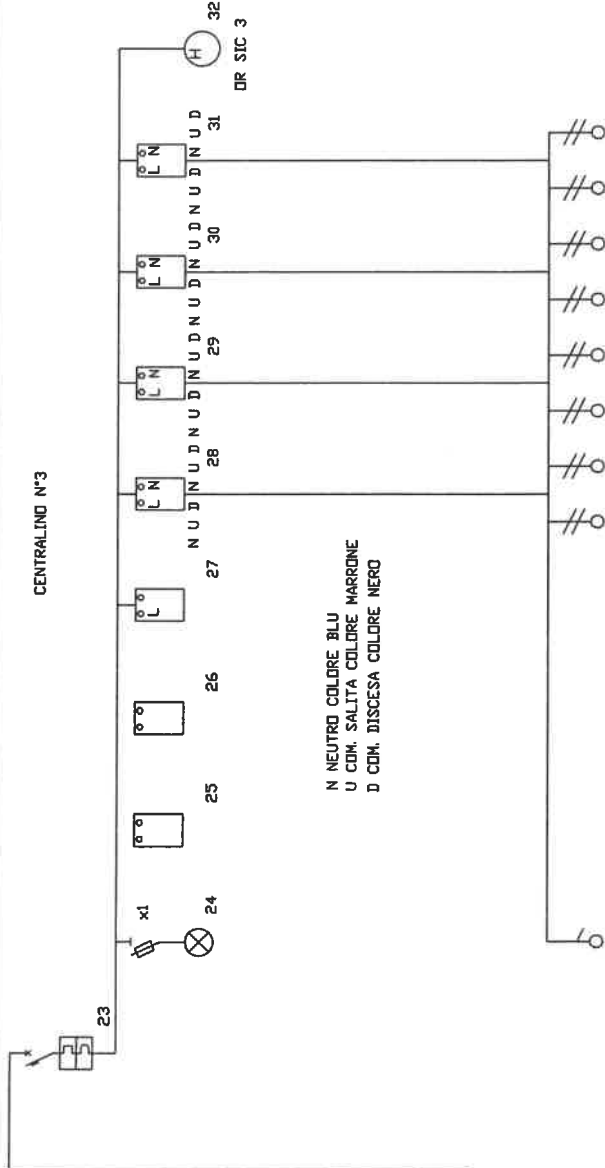 CENTRALINO N°3
23
x1
L
L N
L N
L N
L N
H
N U D N U D N U D N U D N U D N U D N U D N U D
24
25
26
27
28
29
30
31
32
OR SIC 3
N NEUTRO COLORE BLU
U COM. SALITA COLORE MARRONE
D COM. DISCESA COLORE NERO